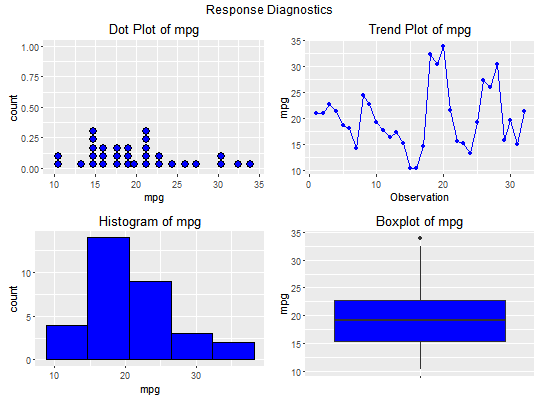 Response Diagnostics
Dot Plot of mpg
1.00
0.75
0.50
0.25
0.00
count
10 15 20 25 30 35
mpg
Trend Plot of mpg
35
30
25
20
15
10
mpg
0 10 20 30
Observation
Histogram of mpg
10
5
0
count
10 20 30
mpg
Boxplot of mpg
35
30
25
20
15
10
mpg